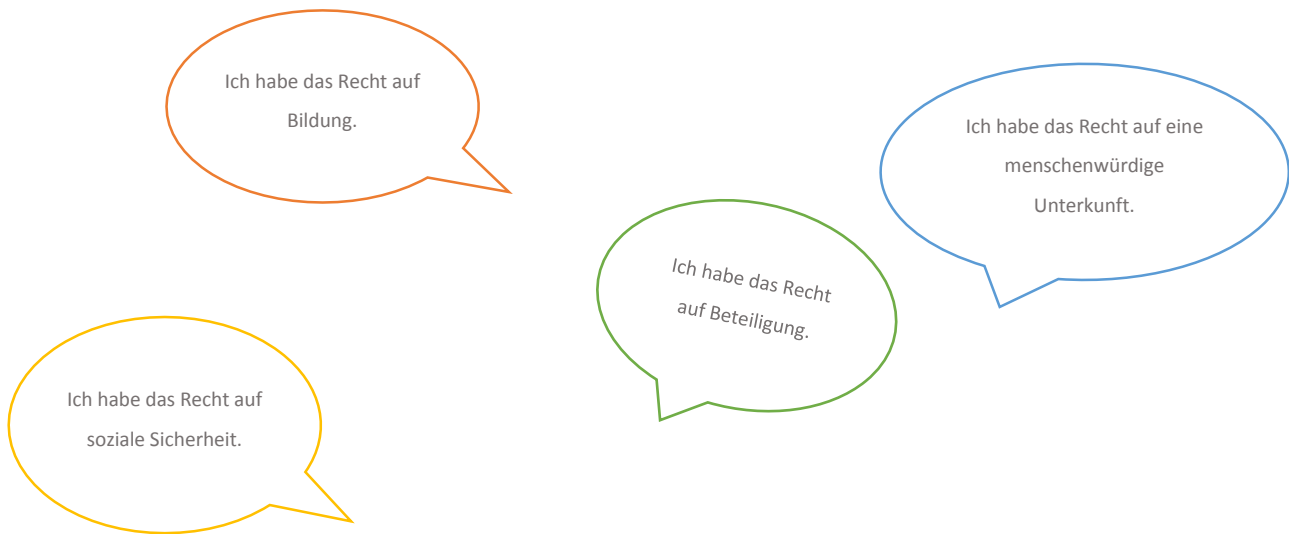 Ich habe das Recht auf
Bildung.
Ich habe das Recht auf eine
menschenwürdige
Unterkunft.
Ich habe das Recht
auf Beteiligung.
Ich habe das Recht auf
soziale Sicherheit.